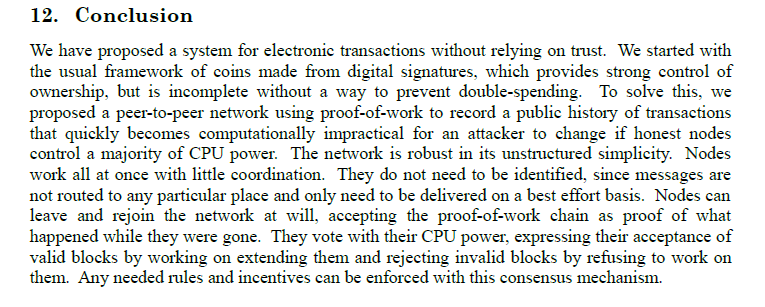 12. Conclusion
We have proposed a system for electronic transactions without relying on trust. We started with
the usual framework of coins made from digital signatures, which provides strong control of
ownership, but is incomplete without a way to prevent double-spending. To solve this, we
proposed a peer-to-peer network using proof-of-work to record a public history of transactions
that quickly becomes computationally impractical for an attacker to change if honest nodes
control a majority of CPU power. The network is robust in its unstructured simplicity. Nodes
work all at once with little coordination. They do not need to be identified, since messages are
not routed to any particular place and only need to be delivered on a best effort basis. Nodes can
leave and rejoin the network at will, accepting the proof-of-work chain as proof of what
happened while they were gone. They vote with their CPU power, expressing their acceptance of
valid blocks by working on extending them and rejecting invalid blocks by refusing to work on
them. Any needed rules and incentives can be enforced with this consensus mechanism.